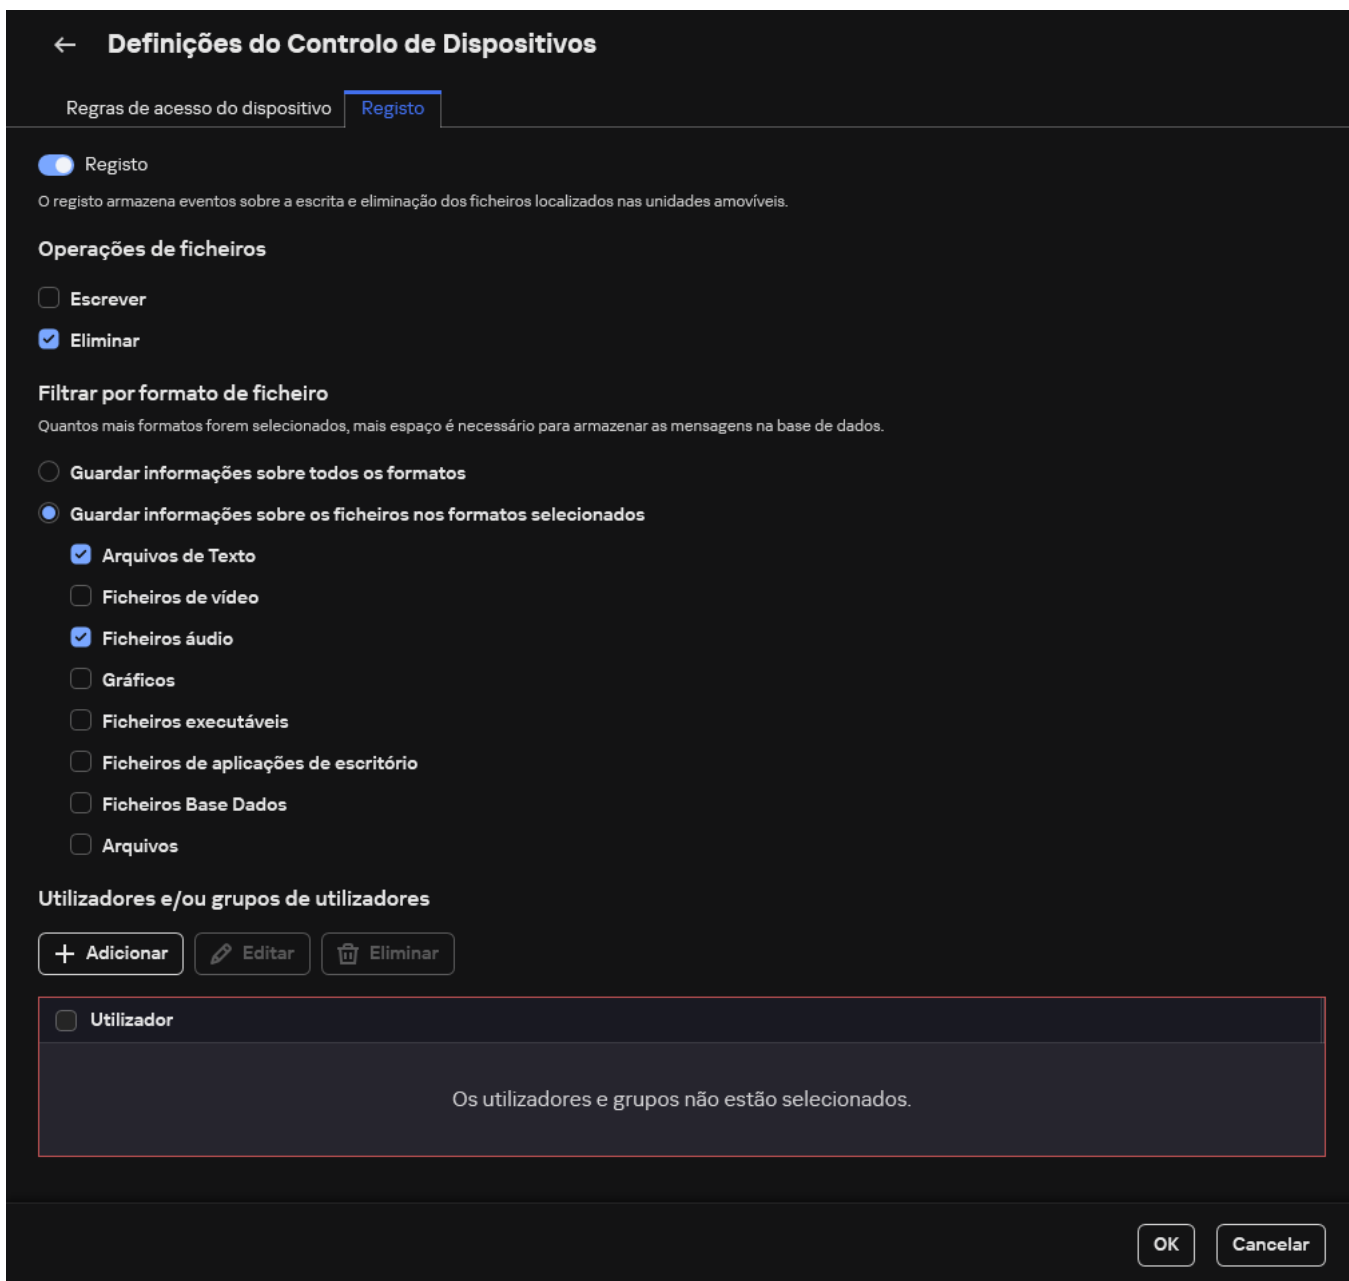 Definições do Controlo de Dispositivos
Regras de acesso do dispositivo
Registo
Registo
O registo armazena eventos sobre a escrita e eliminação dos ficheiros localizados nas unidades amovíveis.
Operações de ficheiros
Escrever
Eliminar
Filtrar por formato de ficheiro
Quantos mais formatos forem selecionados, mais espaço é necessário para armazenar as mensagens na base de dados.
Guardar informações sobre todos os formatos
Guardar informações sobre os ficheiros nos formatos selecionados
Arquivos de Texto
Ficheiros de vídeo
Ficheiros áudio
Gráficos
Ficheiros executáveis
Ficheiros de aplicações de escritório
Ficheiros Base Dados
Arquivos
Utilizadores e/ou grupos de utilizadores
Adicionar
Editar
Eliminar
Utilizador
Os utilizadores e grupos não estão selecionados.
OK
Cancelar